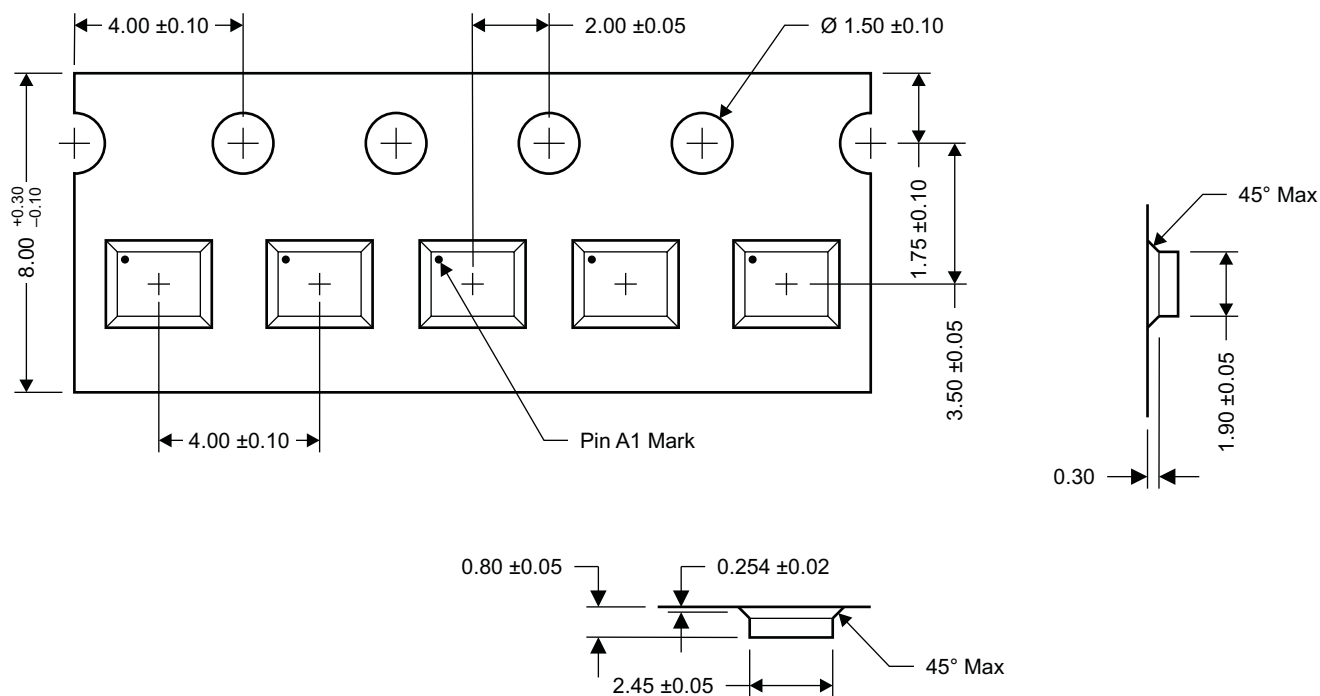 4.00 ±0.10
2.00 ±0.05
Ø 1.50 ±0.10
8.00 +0.30 –0.10
1.75 ±0.10
3.50 ±0.05
45° Max
1.90 ±0.05
4.00 ±0.10
Pin A1 Mark
0.30
0.80 ±0.05
0.254 ±0.02
45° Max
2.45 ±0.05